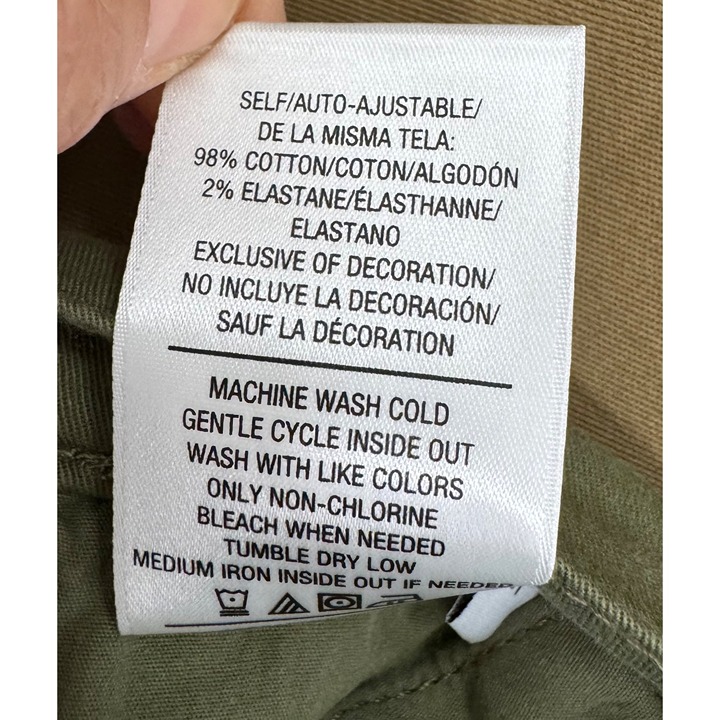 SELF/AUTO-AJUSTABLE/
DE LA MISMA TELA:
98% COTTON/COTON/ALGODÓN
2% ELASTANE/ÉLASTHANNE/
ELASTANO
EXCLUSIVE OF DECORATION/
NO INCLUYE LA DECORACIÓN/
SAUF LA DÉCORATION
MACHINE WASH COLD
GENTLE CYCLE INSIDE OUT
WASH WITH LIKE COLORS
ONLY NON-CHLORINE
BLEACH WHEN NEEDED
TUMBLE DRY LOW
MEDIUM IRON INSIDE OUT IF NEEDED